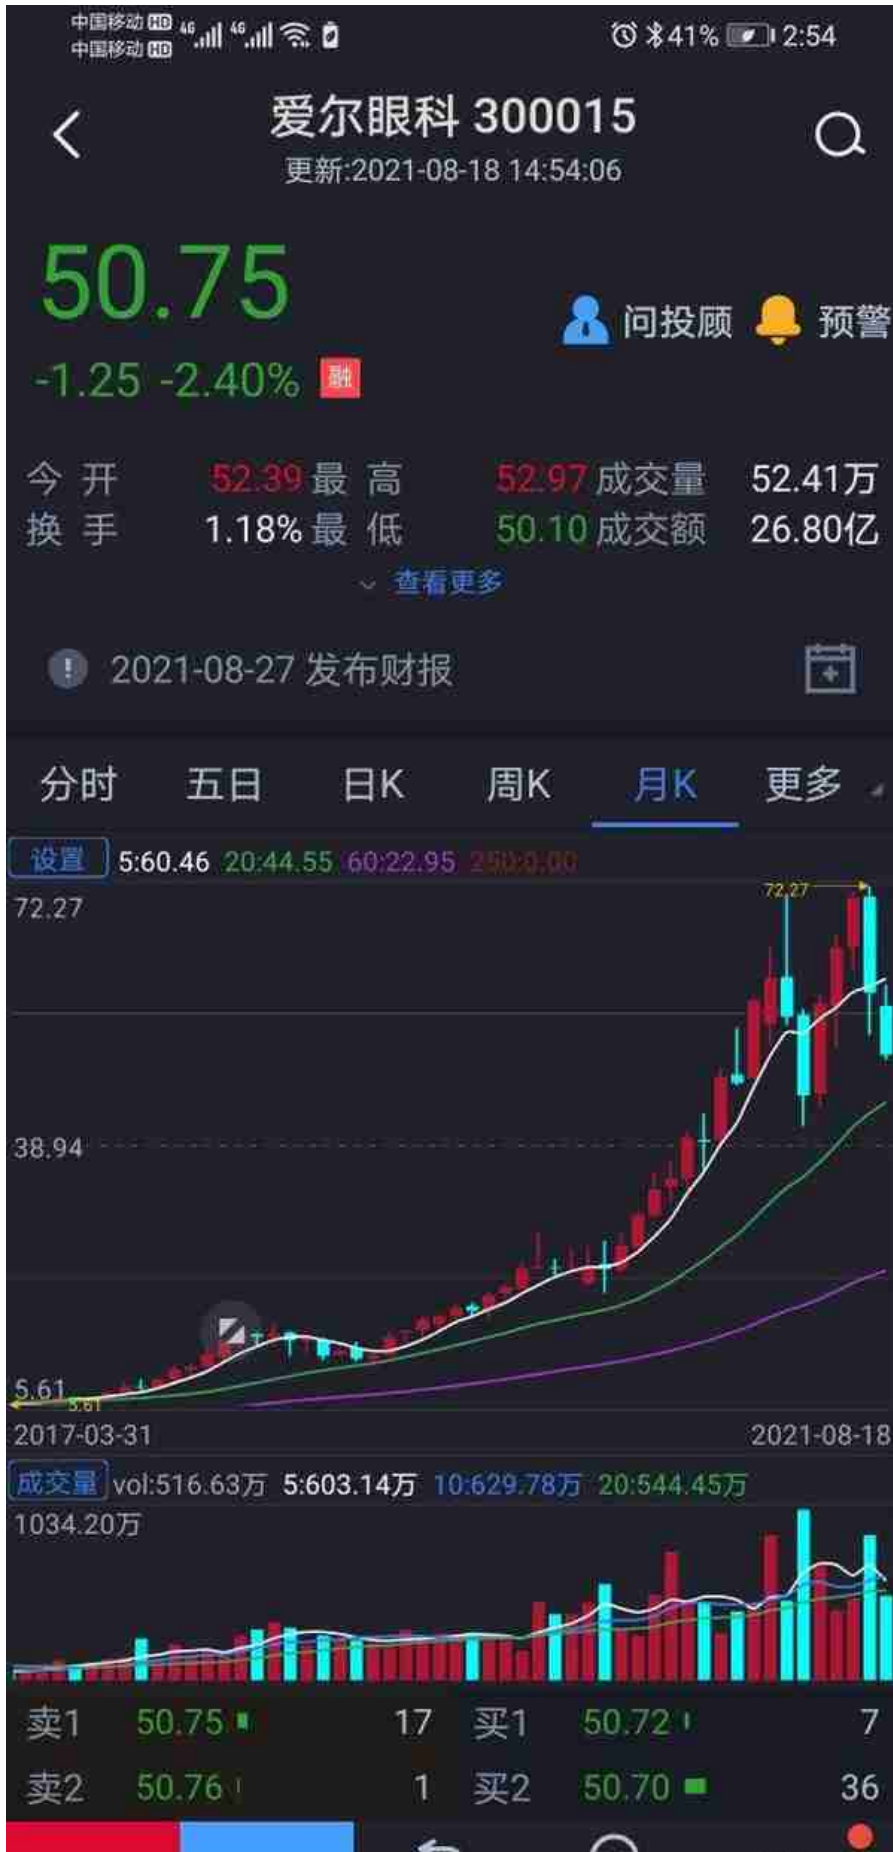 中国移动 HD 4G 4G 41% 2:54
中国移动 HD
爱尔眼科 300015
更新:2021-08-18 14:54:06
50.75
问投顾 预警
-1.25 -2.40% 融
今开 52.39 最高 52.97 成交量 52.41万
换手 1.18% 最低 50.10 成交额 26.80亿
查看更多
! 2021-08-27 发布财报
分时 五日 日K 周K 月K 更多
设置 5:60.46 20:44.55 60:22.95 250:0.00
72.27
72.27
38.94
5.61
5.61
2017-03-31 2021-08-18
成交量 vol:516.63万 5:603.14万 10:629.78万 20:544.45万
1034.20万
卖1 50.75 17 买1 50.72 7
卖2 50.76 1 买2 50.70 36